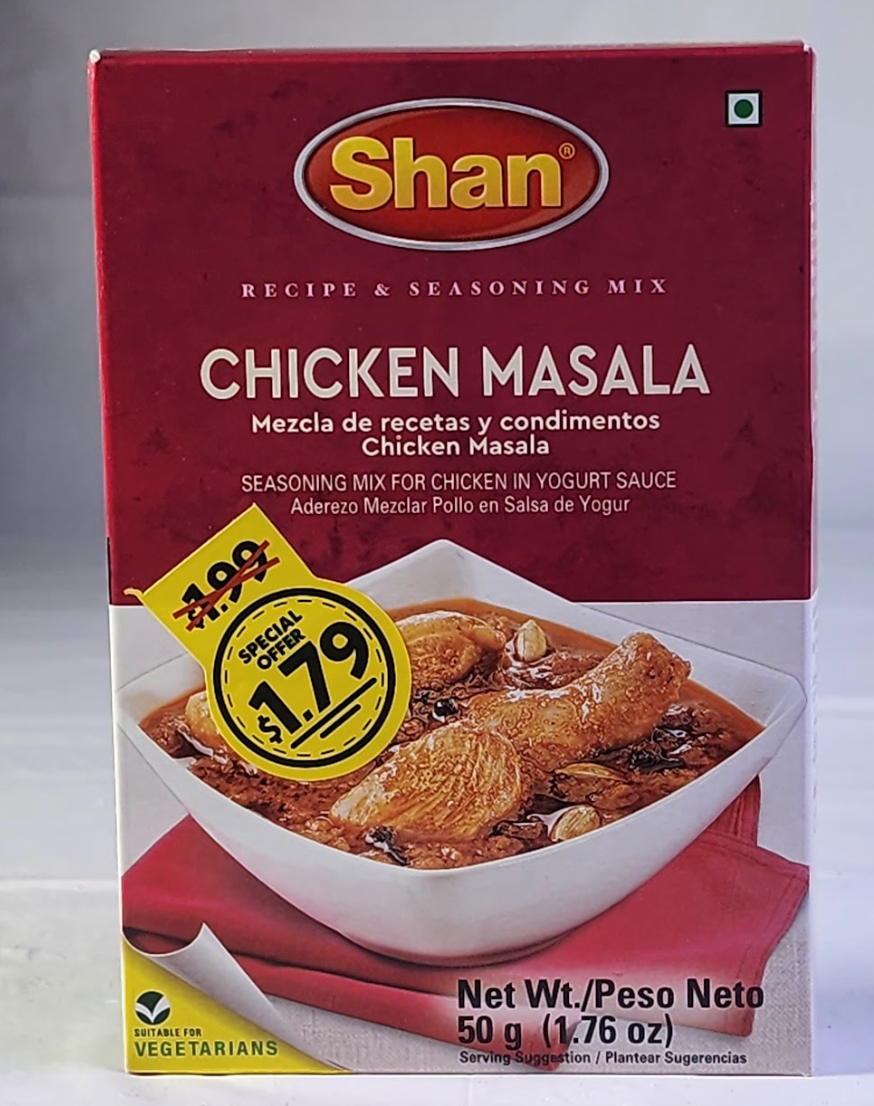 Shan®
RECIPE & SEASONING MIX
CHICKEN MASALA
Mezcla de recetas y condimentos
Chicken Masala
SEASONING MIX FOR CHICKEN IN YOGURT SAUCE
Aderezo Mezclar Pollo en Salsa de Yogur
$1.99
SPECIAL
OFFER
$1.79
SUITABLE FOR
VEGETARIANS
Net Wt./Peso Neto
50 g (1.76 oz)
Serving Suggestion / Plantear Sugerencias